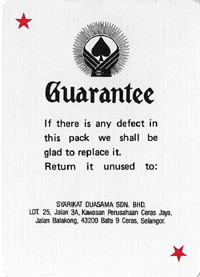 Guarantee
If there is any defect in
this pack we shall be
glad to replace it.
Return it unused to:
SYARIKAT DUASAMA SDN. BHD.
LOT. 25, Jalan 3A, Kawasan Perusahaan Ceras Jaya,
Jalan Balakong, 43200 Batu 9 Ceras, Selangor.